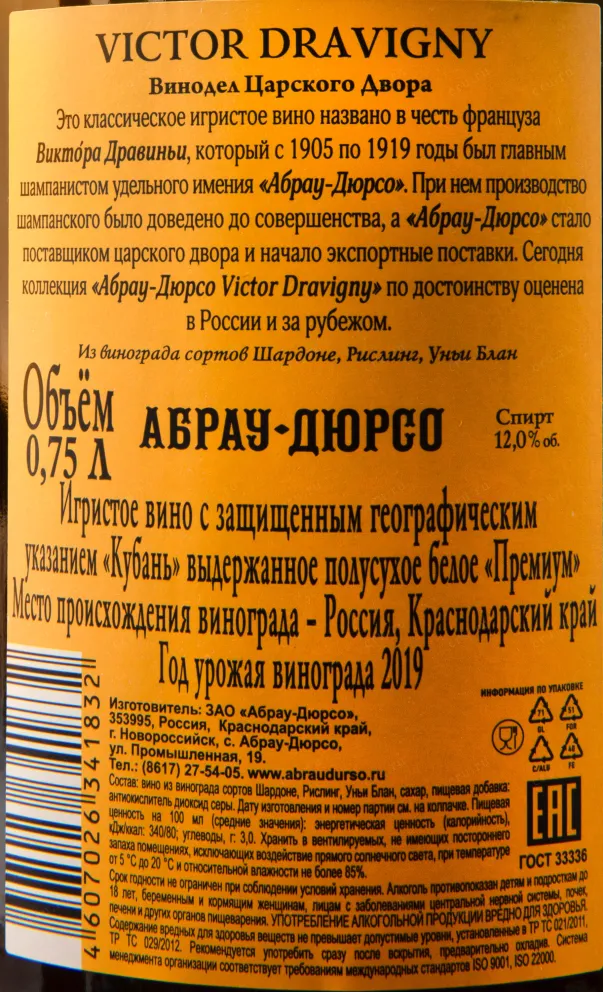 VICTOR DRAVIGNY
Винодел Царского Двора
Это классическое игристое вино названо в честь француза
Викто́ра Дравиньи, который с 1905 по 1919 годы был главным
шампанистом удельного имения «Абрау-Дюрсо». При нем производство
шампанского было доведено до совершенства, а «Абрау-Дюрсо» стало
поставщиком царского двора и начало экспортные поставки. Сегодня
коллекция «Абрау-Дюрсо Victor Dravigny» по достоинству оценена
в России и за рубежом.
Из винограда сортов Шардоне, Рислинг, Уньи Блан
Объём
0,75 Л
АБРАУ-ДЮРСО
Спирт
12,0% об.
Игристое вино с защищенным географическим
указанием «Кубань» выдержанное полусухое белое «Премиум»
Место происхождения винограда - Россия, Краснодарский край
Год урожая винограда 2019
Изготовитель: ЗАО «Абрау-Дюрсо»,
353995, Россия, Краснодарский край,
г. Новороссийск, с. Абрау-Дюрсо,
ул. Промышленная, 19.
Тел.: (8617) 27-54-05. www.abraudurso.ru
ИНФОРМАЦИЯ ПО УПАКОВКЕ
71
GL
51
FOR
C/ALU
40
FE
EAC
ГОСТ 33336
Состав: вино из винограда сортов Шардоне, Рислинг, Уньи Блан, сахар, пищевая добавка:
антиокислитель диоксид серы. Дату изготовления и номер партии см. на колпачке. Пищевая
ценность на 100 мл (средние значения): энергетическая ценность (калорийность),
кДж/ккал: 340/80; углеводы, г: 3,0. Хранить в вентилируемых, не имеющих постороннего
запаха помещениях, исключающих воздействие прямого солнечного света, при температуре
от 5 °С до 20 °С и относительной влажности не более 85%.
Срок годности не ограничен при соблюдении условий хранения. Алкоголь противопоказан детям и подросткам до
18 лет, беременным и кормящим женщинам, лицам с заболеваниями центральной нервной системы, почек,
печени и других органов пищеварения. УПОТРЕБЛЕНИЕ АЛКОГОЛЬНОЙ ПРОДУКЦИИ ВРЕДНО ДЛЯ ЗДОРОВЬЯ.
Содержание вредных для здоровья веществ не превышает допустимые уровни, установленные в ТР ТС 021/2011,
ТР ТС 029/2012. Рекомендуется употребить сразу после вскрытия, предварительно охладив. Система
менеджмента организации соответствует требованиям международных стандартов ISO 9001, ISO 22000.
4 607026 341832